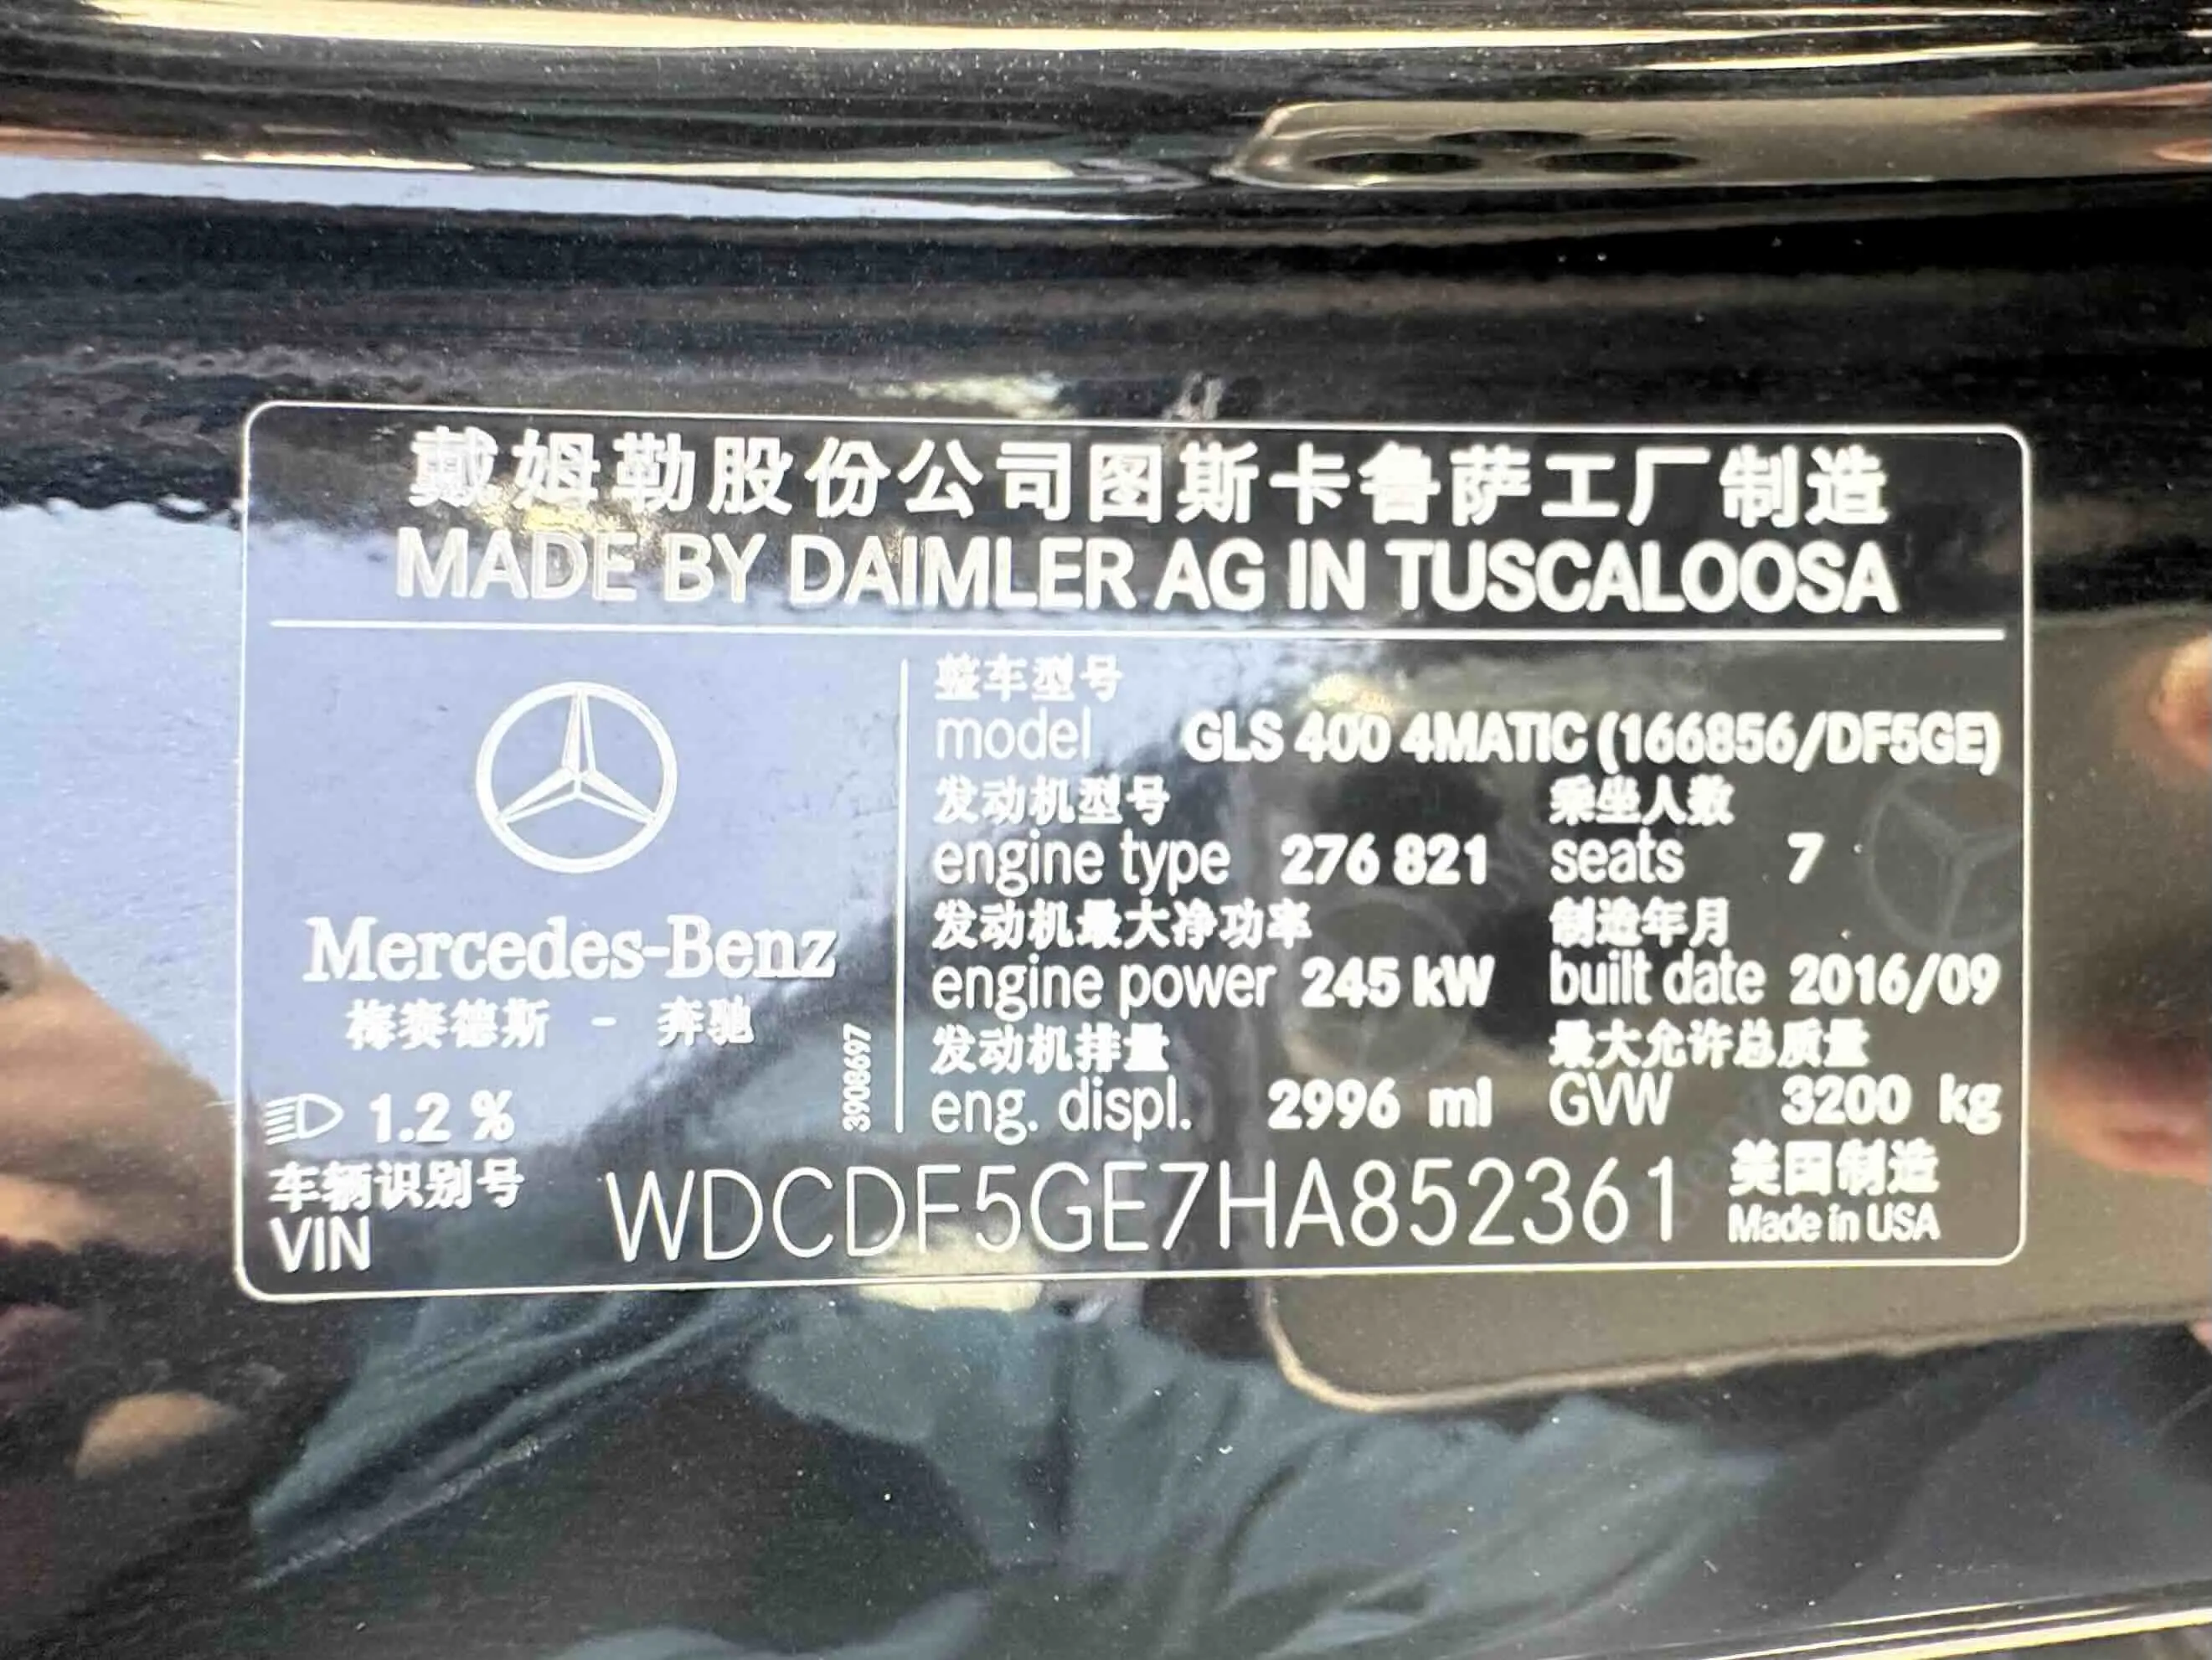 戴姆勒股份公司图斯卡鲁萨工厂制造
MADE BY DAIMLER AG IN TUSCALOOSA
Mercedes-Benz
梅赛德斯 - 奔驰
1.2 %
3908697
整车型号
model GLS 400 4MATIC (166856/DF5GE)
发动机型号 乘坐人数
engine type 276 821 seats 7
发动机最大净功率 制造年月
engine power 245 kW built date 2016/09
发动机排量 最大允许总质量
eng. displ. 2996 ml GVW 3200 kg
车辆识别号
VIN WDCDF5GE7HA852361
美国制造
Made in USA